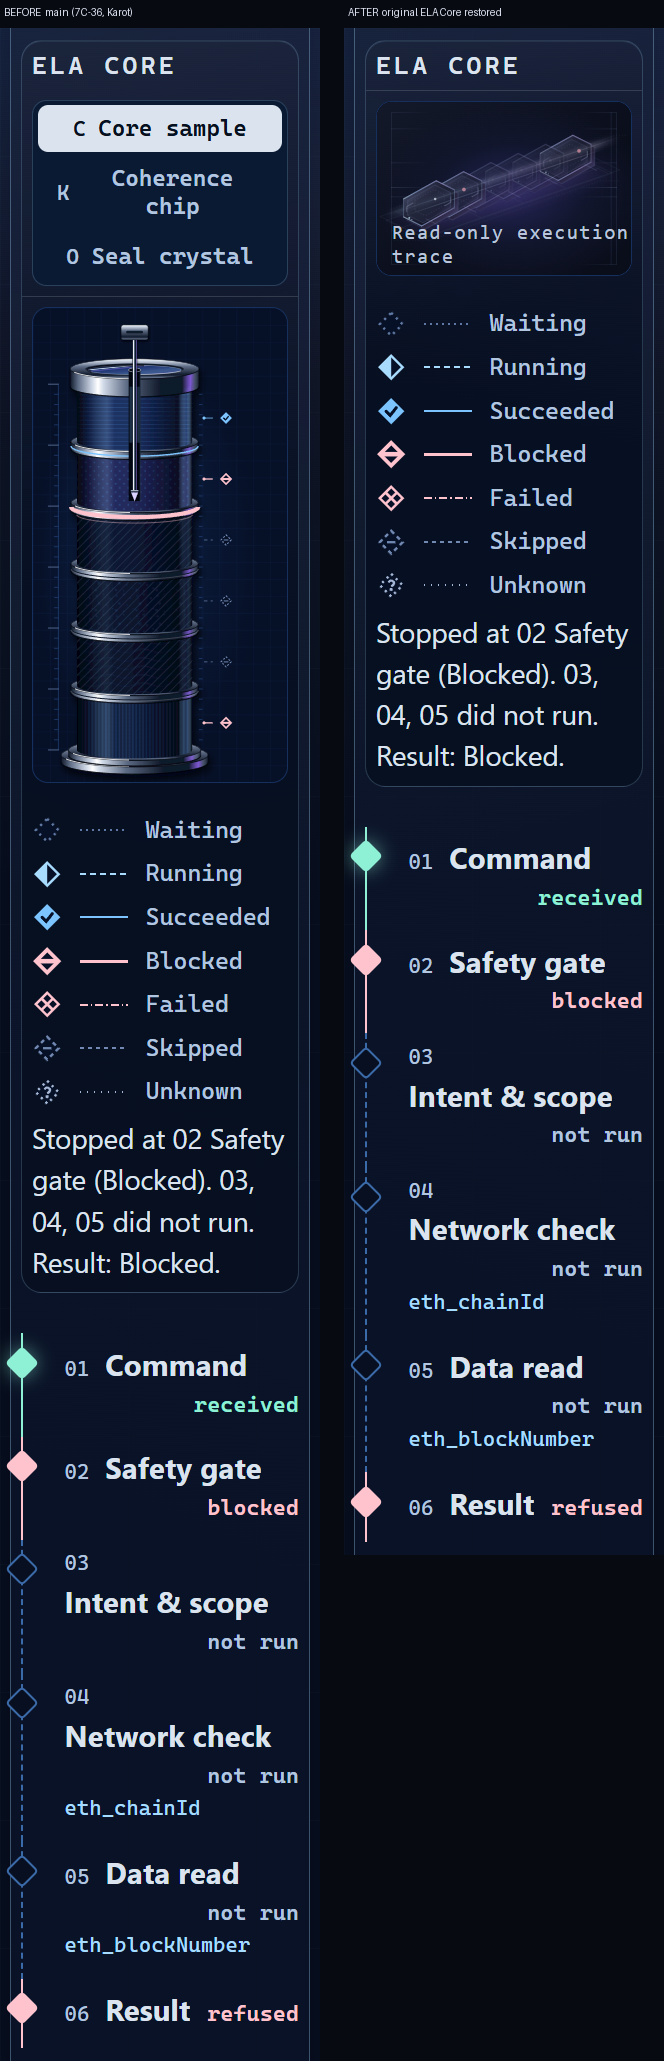 BEFORE main (7C-36, Karot)
ELA CORE
C Core sample
K Coherence
chip
O Seal crystal
Waiting
Running
Succeeded
Blocked
Failed
Skipped
Unknown
Stopped at 02 Safety
gate (Blocked). 03,
04, 05 did not run.
Result: Blocked.
01 Command
received
02 Safety gate
blocked
03
Intent & scope
not run
04
Network check
not run
eth_chainId
05 Data read
not run
eth_blockNumber
06 Result refused
AFTER original ELACore restored
ELA CORE
Read-only execution
trace
Waiting
Running
Succeeded
Blocked
Failed
Skipped
? Unknown
Stopped at 02 Safety
gate (Blocked). 03,
04, 05 did not run.
Result: Blocked.
01 Command
received
02 Safety gate
blocked
03
Intent & scope
not run
04
Network check
not run
eth_chainId
05 Data read
not run
eth_blockNumber
06 Result refused